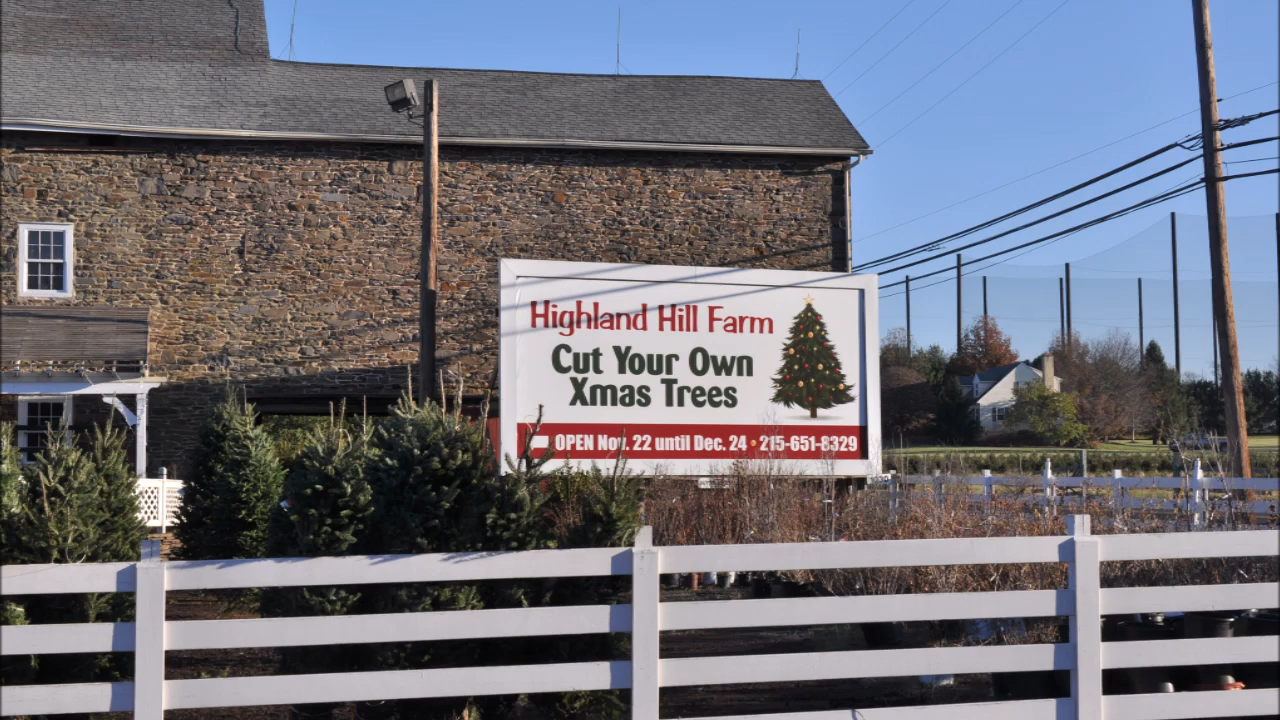 Highland Hill Farm
Cut Your Own
Xmas Trees
OPEN Nov. 22 until Dec. 24 • 215-651-8329